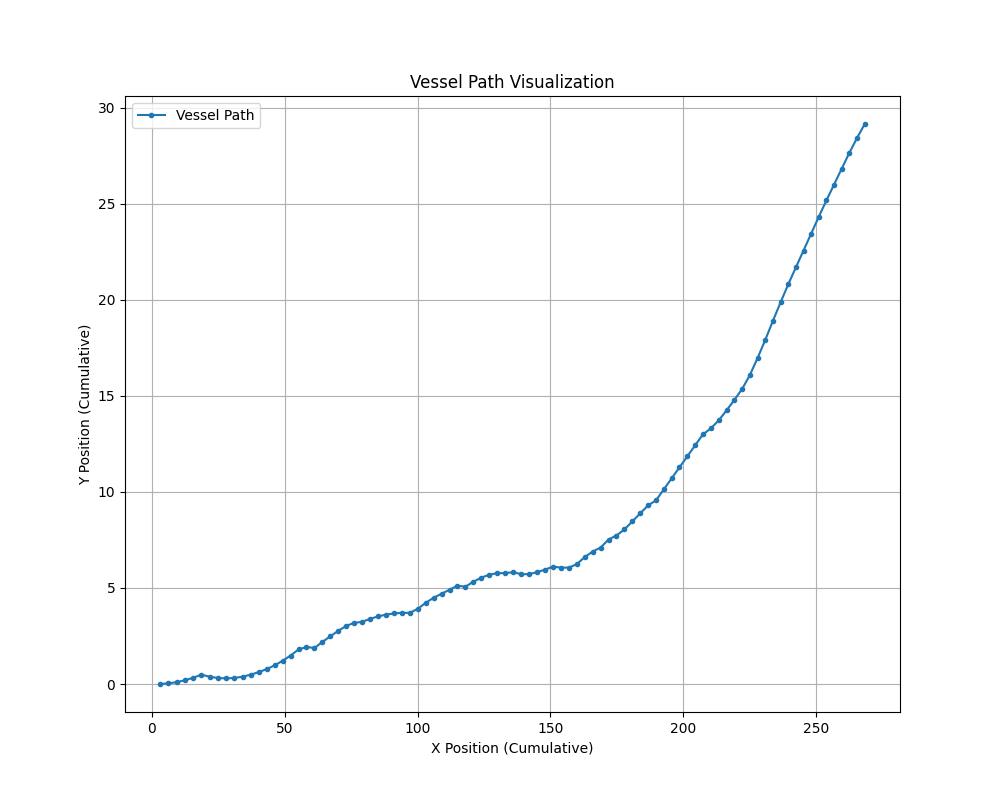 Vessel Path Visualization
Vessel Path
30
25
20
15
10
5
0
Y Position (Cumulative)
0 50 100 150 200 250
X Position (Cumulative)